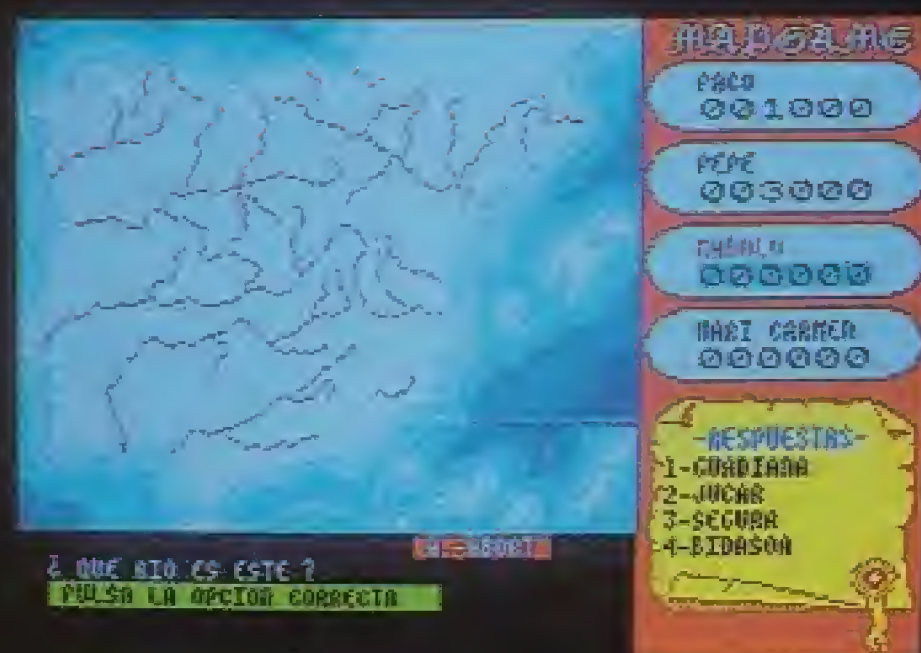 MAPGAME
PACO
001000
PEPE
003000
000000
MARI CARMEN
000000
-RESPUESTAS-
1-GUADIANA
2-JUCAR
3-SEGURA
4-BIDASOA
¿ QUE RIO ES ESTE ?
PULSA LA OPCION CORRECTA